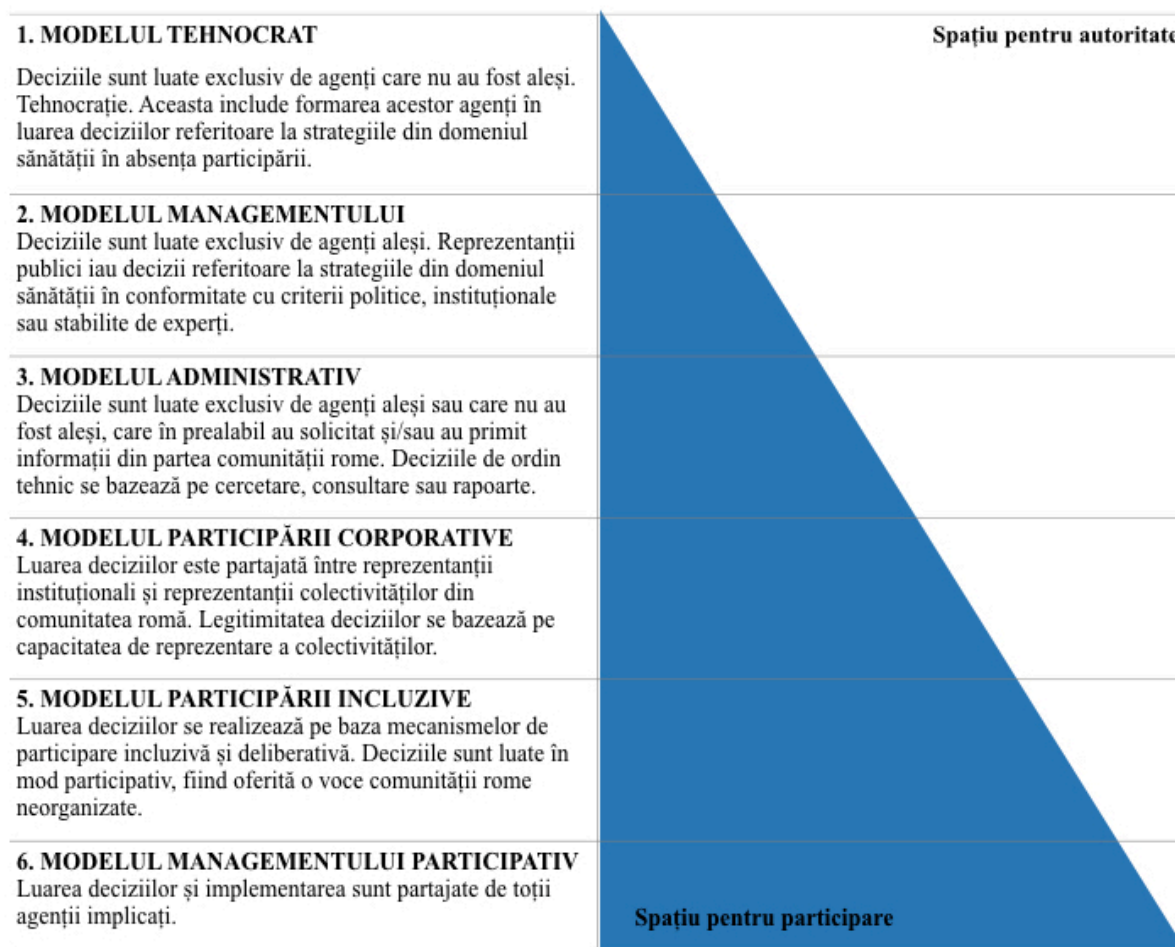 1. MODELUL TEHNOCRAT
Spațiu pentru autoritate
Deciziile sunt luate exclusiv de agenți care nu au fost aleși.
Tehnocrație. Aceasta include formarea acestor agenți în
luarea deciziilor referitoare la strategiile din domeniul
sănătății în absența participării.
2. MODELUL MANAGEMENTULUI
Deciziile sunt luate exclusiv de agenți aleși. Reprezentanții
publici iau decizii referitoare la strategiile din domeniul
sănătății în conformitate cu criterii politice, instituționale
sau stabilite de experți.
3. MODELUL ADMINISTRATIV
Deciziile sunt luate exclusiv de agenți aleși sau care nu au
fost aleși, care în prealabil au solicitat și/sau au primit
informații din partea comunității rome. Deciziile de ordin
tehnic se bazează pe cercetare, consultare sau rapoarte.
4. MODELUL PARTICIPĂRII CORPORATIVE
Luarea deciziilor este partajată între reprezentanții
instituționali și reprezentanții colectivităților din
comunitatea romă. Legitimitatea deciziilor se bazează pe
capacitatea de reprezentare a colectivităților.
5. MODELUL PARTICIPĂRII INCLUZIVE
Luarea deciziilor se realizează pe baza mecanismelor de
participare incluzivă și deliberativă. Deciziile sunt luate în
mod participativ, fiind oferită o voce comunității rome
neorganizate.
6. MODELUL MANAGEMENTULUI PARTICIPATIV
Luarea deciziilor și implementarea sunt partajate de toții
agenții implicați.
Spațiu pentru participare